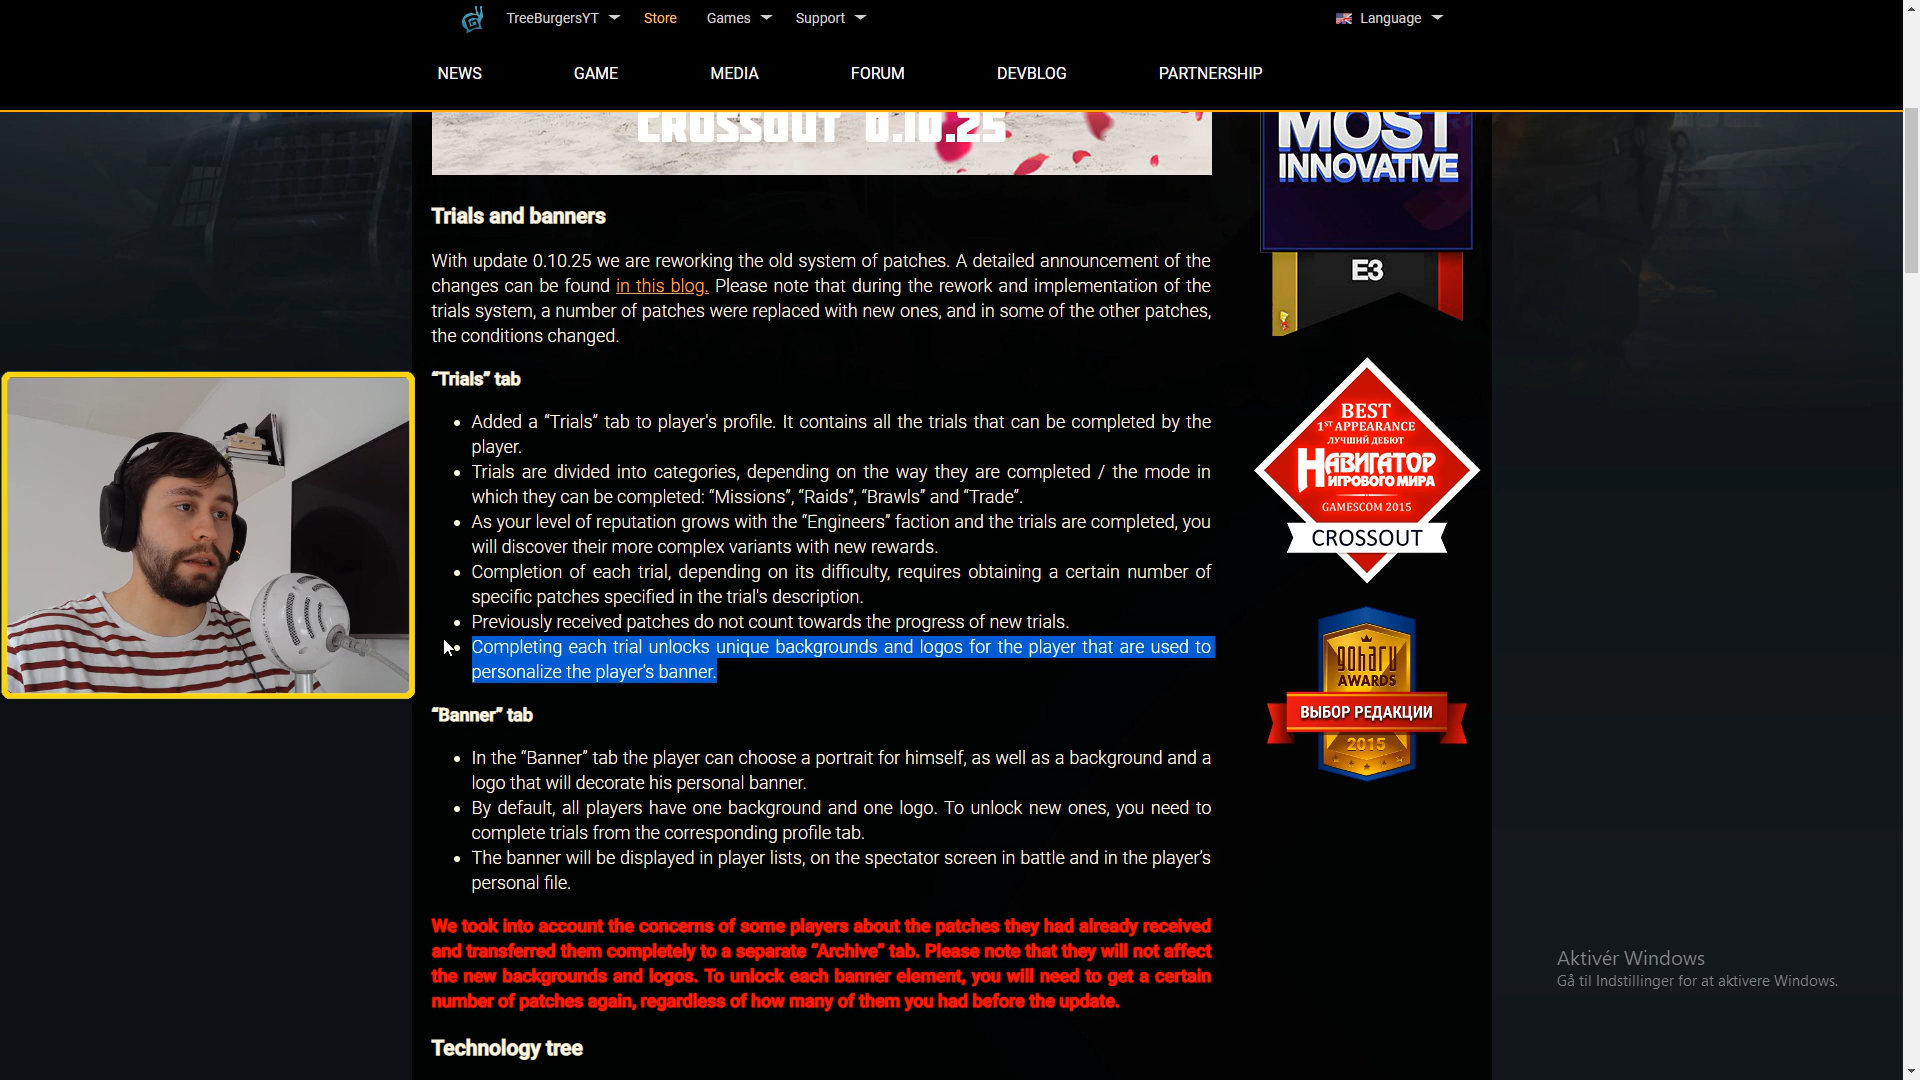 TreeBurgersYT
Store
Games
Support
Language
NEWS
GAME
MEDIA
FORUM
DEVBLOG
PARTNERSHIP
CROSSOUT 0.10.25
Trials and banners
With update 0.10.25 we are reworking the old system of patches. A detailed announcement of the
changes can be found in this blog. Please note that during the rework and implementation of the
trials system, a number of patches were replaced with new ones, and in some of the other patches,
the conditions changed.
“Trials” tab
• Added a “Trials” tab to player's profile. It contains all the trials that can be completed by the
player.
• Trials are divided into categories, depending on the way they are completed / the mode in
which they can be completed: “Missions”, “Raids”, “Brawls” and “Trade”.
• As your level of reputation grows with the “Engineers” faction and the trials are completed, you
will discover their more complex variants with new rewards.
• Completion of each trial, depending on its difficulty, requires obtaining a certain number of
specific patches specified in the trial's description.
• Previously received patches do not count towards the progress of new trials.
• Completing each trial unlocks unique backgrounds and logos for the player that are used to
personalize the player's banner.
“Banner” tab
• In the “Banner” tab the player can choose a portrait for himself, as well as a background and a
logo that will decorate his personal banner.
• By default, all players have one background and one logo. To unlock new ones, you need to
complete trials from the corresponding profile tab.
• The banner will be displayed in player lists, on the spectator screen in battle and in the player’s
personal file.
We took into account the concerns of some players about the patches they had already received
and transferred them completely to a separate “Archive” tab. Please note that they will not affect
the new backgrounds and logos. To unlock each banner element, you will need to get a certain
number of patches again, regardless of how many of them you had before the update.
Technology tree
MOST
INNOVATIVE
E3
BEST
1ST APPEARANCE
ЛУЧШИЙ ДЕБЮТ
НАВИГАТОР
ИГРОВОГО МИРА
GAMESCOM 2015
CROSSOUT
goha.ru
AWARDS
ВЫБОР РЕДАКЦИИ
2015
Aktivér Windows
Gå til Indstillinger for at aktivere Windows.